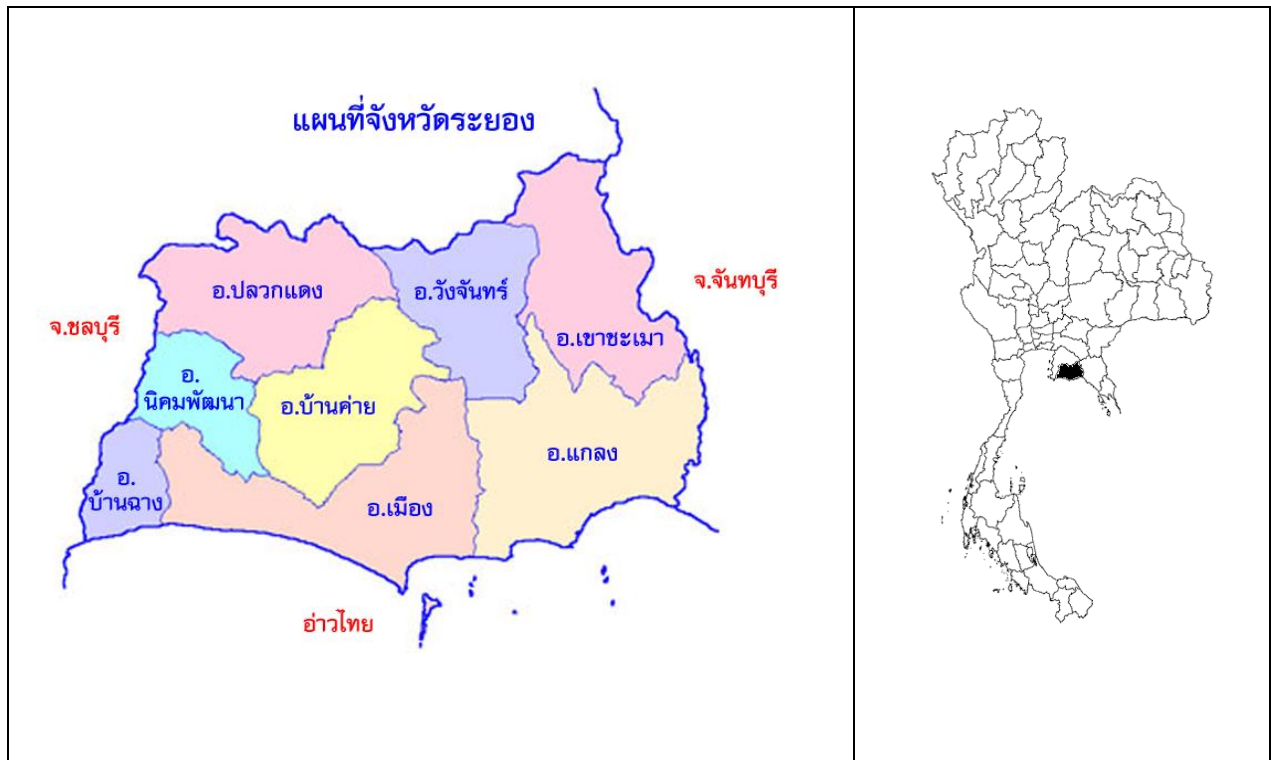 แผนที่จังหวัดระยอง
อ.ปลวกแดง
อ.วังจันทร์
จ.จันทบุรี
จ.ชลบุรี
อ.เขาชะเมา
อ.
นิคมพัฒนา
อ.บ้านค่าย
อ.แกลง
อ.
บ้านฉาง
อ.เมือง
อ่าวไทย